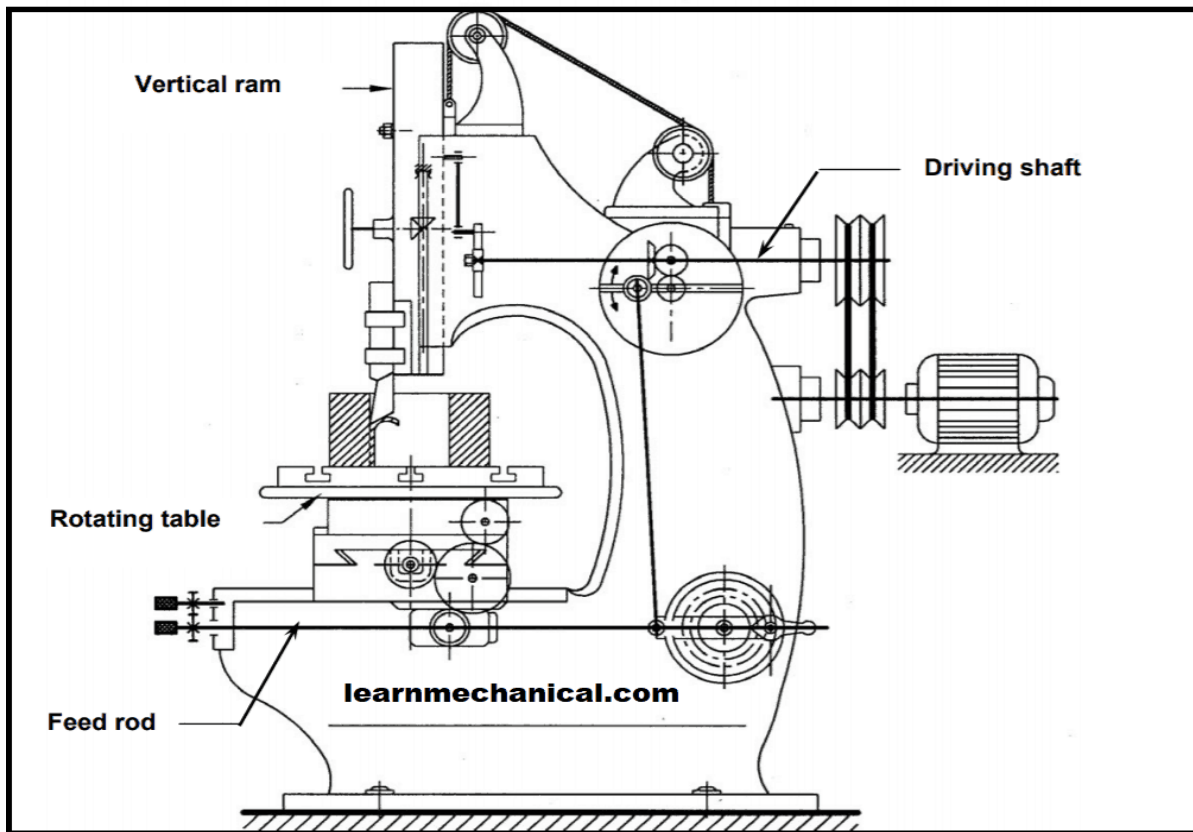 Vertical ram
Driving shaft
Rotating table
learnmechanical.com
Feed rod